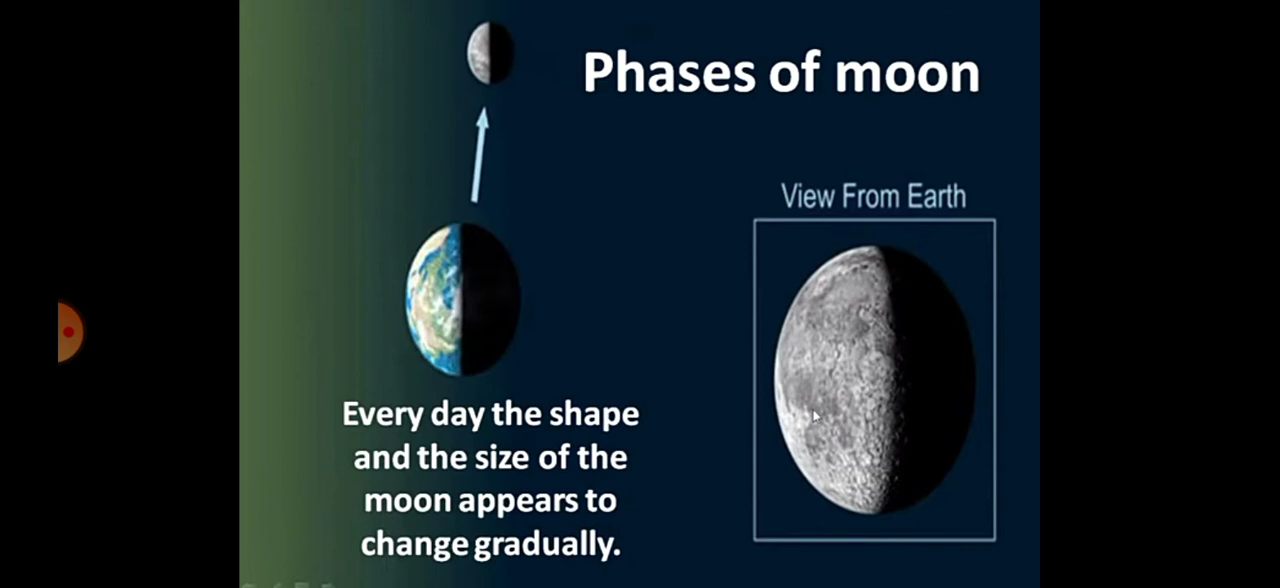 Phases of moon
View From Earth
Every day the shape
and the size of the
moon appears to
change gradually.